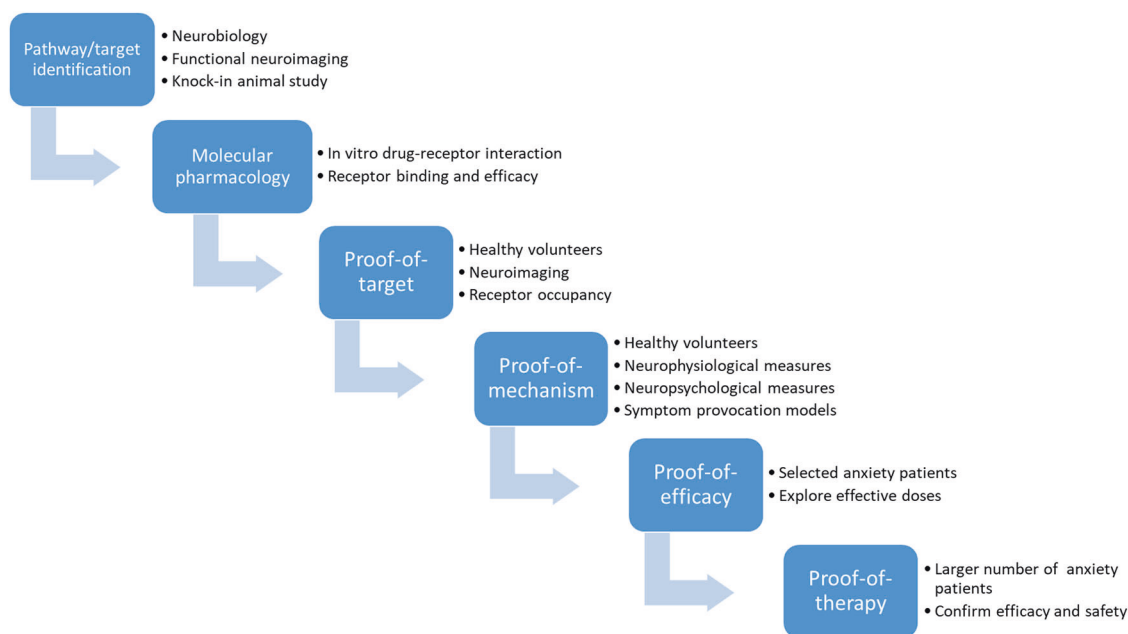 Pathway/target
identification
• Neurobiology
• Functional neuroimaging
• Knock-in animal study
Molecular
pharmacology
• In vitro drug-receptor interaction
• Receptor binding and efficacy
Proof-of-
target
• Healthy volunteers
• Neuroimaging
• Receptor occupancy
Proof-of-
mechanism
• Healthy volunteers
• Neurophysiological measures
• Neuropsychological measures
• Symptom provocation models
Proof-of-
efficacy
• Selected anxiety patients
• Explore effective doses
Proof-of-
therapy
• Larger number of anxiety
patients
• Confirm efficacy and safety